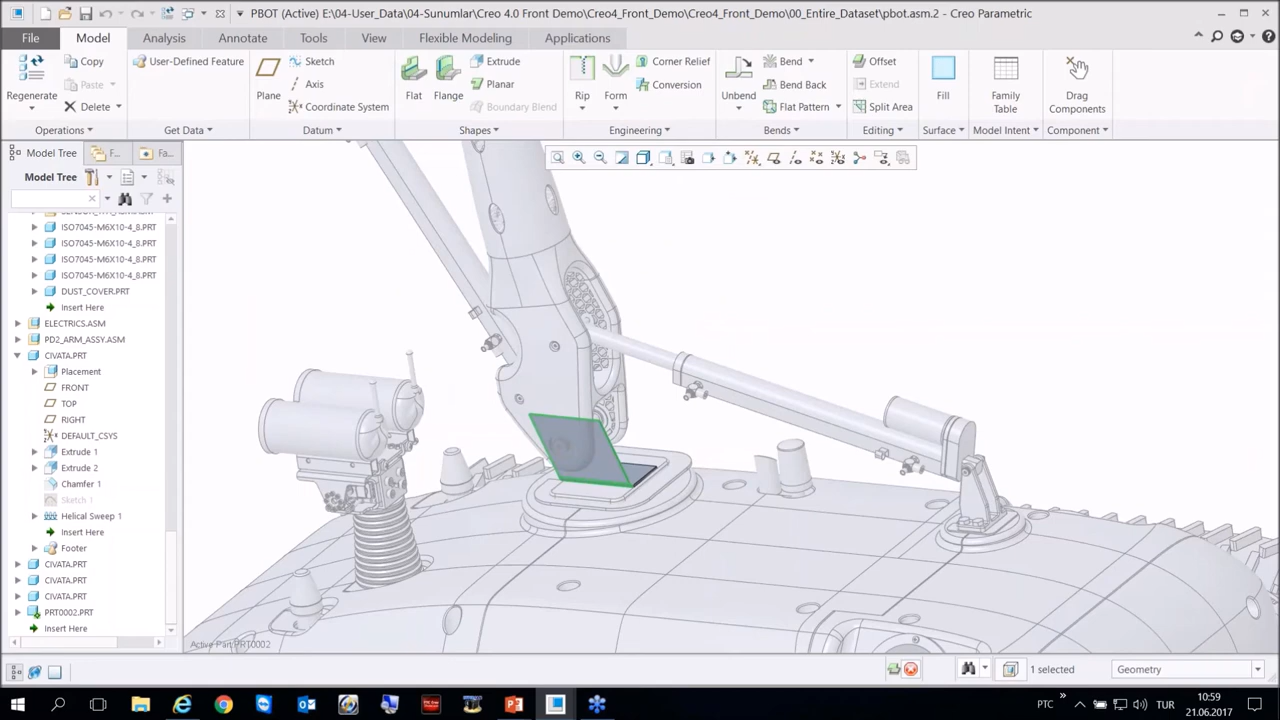 PBOT (Active) E:\04-User_Data\04-Sunumlar\Creo 4.0 Front Demo\Creo4_Front_Demo\Creo4_Front_Demo\00_Entire_Dataset\pbot.asm.2 - Creo Parametric
File Model Analysis Annotate Tools View Flexible Modeling Applications
Regenerate
Copy
Paste
Delete
Operations
User-Defined Feature
Get Data
Plane
Sketch
Axis
Coordinate System
Datum
Flat
Flange
Extrude
Planar
Boundary Blend
Shapes
Rip
Form
Corner Relief
Conversion
Engineering
Unbend
Bend
Bend Back
Flat Pattern
Bends
Offset
Extend
Split Area
Editing
Fill
Surface
Family Table
Model Intent
Drag Components
Component
Model Tree F... Fa...
Model Tree
ISO7045-M6X10-4_8.PRT
ISO7045-M6X10-4_8.PRT
ISO7045-M6X10-4_8.PRT
ISO7045-M6X10-4_8.PRT
DUST_COVER.PRT
Insert Here
ELECTRICS.ASM
PD2_ARM_ASSY.ASM
CIVATA.PRT
Placement
FRONT
TOP
RIGHT
DEFAULT_CSYS
Extrude 1
Extrude 2
Chamfer 1
Sketch 1
Helical Sweep 1
Insert Here
Footer
CIVATA.PRT
CIVATA.PRT
CIVATA.PRT
PRT0002.PRT
Insert Here
Active Part:PRT0002
1 selected
Geometry
PTC
TUR
10:59
21.06.2017